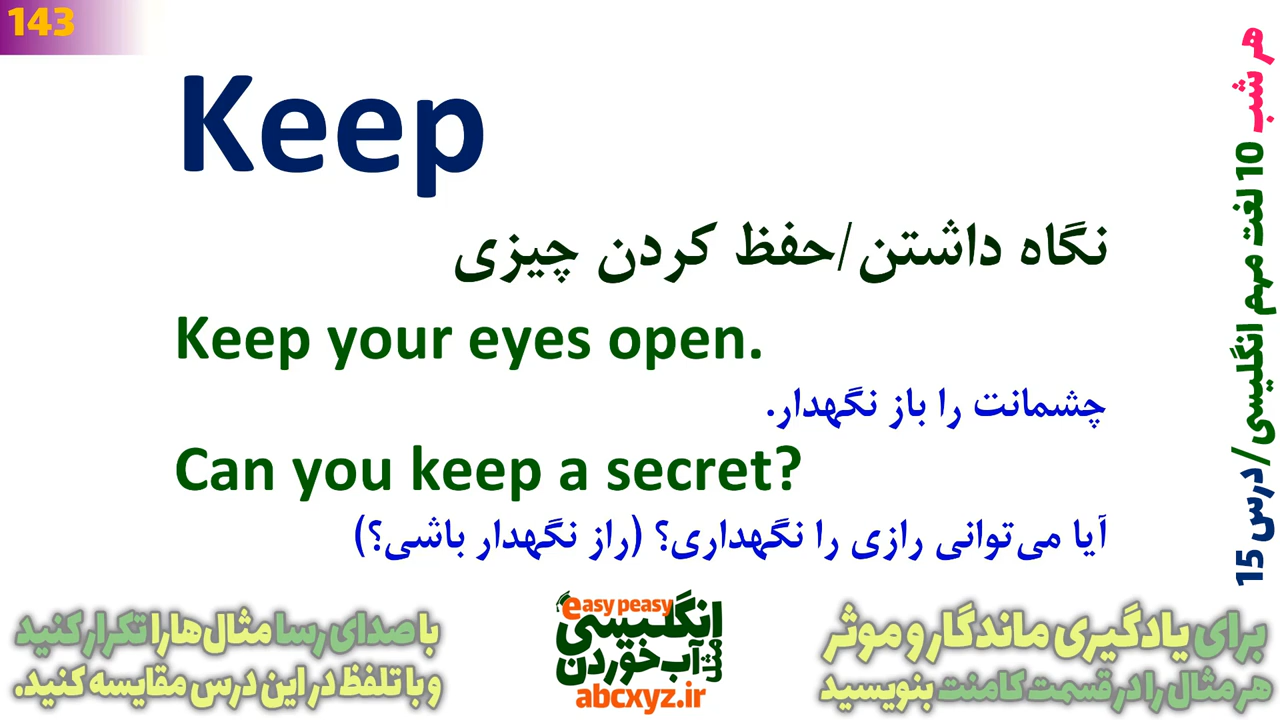 143
Keep
نگاه داشتن/حفظ کردن چیزی
Keep your eyes open.
چشمانت را باز نگهدار.
Can you keep a secret?
آیا می‌توانی رازی را نگهداری؟ (راز نگهدار باشی؟)
هر شب 10 لغت مهم انگلیسی/درس 15
برای یادگیری ماندگار و موثر
هر مثال را در قسمت کامنت بنویسید
easy peasy
انگلیسی
مثل آب خوردن
abcxyz.ir
با صدای رسا مثال‌ها را تکرار کنید
و با تلفظ در این درس مقایسه کنید.